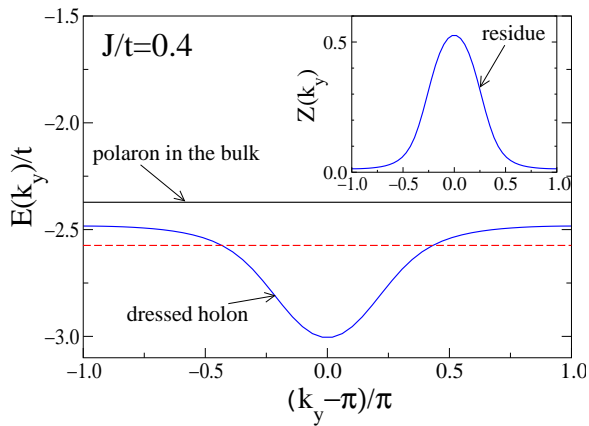 J/t=0.4
E(k_y)/t
−1.5
−2.0
−2.5
−3.0
polaron in the bulk
dressed holon
−1.0
−0.5
0.0
0.5
1.0
(k_y−π)/π
Z(k_y)
0.5
0.0
residue
−1.0
−0.5
0.0
0.5
1.0